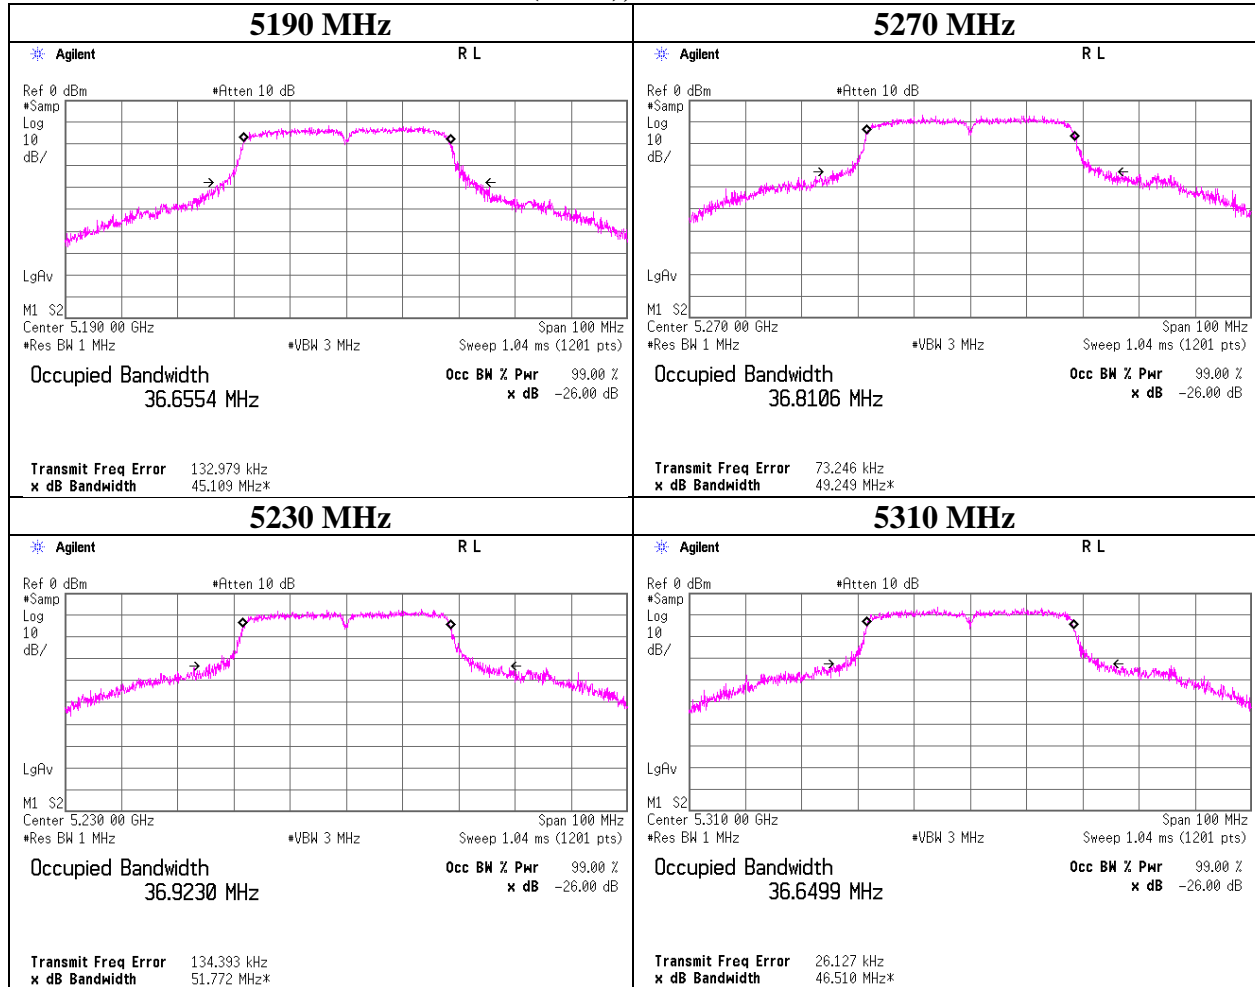 5190 MHz
Agilent
R L
Ref 0 dBm
#Atten 10 dB
#Samp
Log
10
dB/
LgAv
M1 S2
Center 5.190 00 GHz
Span 100 MHz
#Res BW 1 MHz
#VBW 3 MHz
Sweep 1.04 ms (1201 pts)
Occupied Bandwidth
36.6554 MHz
Occ BW % Pwr 99.00 %
x dB -26.00 dB
Transmit Freq Error 132.979 kHz
x dB Bandwidth 45.109 MHz*
5270 MHz
Agilent
R L
Ref 0 dBm
#Atten 10 dB
#Samp
Log
10
dB/
LgAv
M1 S2
Center 5.270 00 GHz
Span 100 MHz
#Res BW 1 MHz
#VBW 3 MHz
Sweep 1.04 ms (1201 pts)
Occupied Bandwidth
36.8106 MHz
Occ BW % Pwr 99.00 %
x dB -26.00 dB
Transmit Freq Error 73.246 kHz
x dB Bandwidth 49.249 MHz*
5230 MHz
Agilent
R L
Ref 0 dBm
#Atten 10 dB
#Samp
Log
10
dB/
LgAv
M1 S2
Center 5.230 00 GHz
Span 100 MHz
#Res BW 1 MHz
#VBW 3 MHz
Sweep 1.04 ms (1201 pts)
Occupied Bandwidth
36.9230 MHz
Occ BW % Pwr 99.00 %
x dB -26.00 dB
Transmit Freq Error 134.393 kHz
x dB Bandwidth 51.772 MHz*
5310 MHz
Agilent
R L
Ref 0 dBm
#Atten 10 dB
#Samp
Log
10
dB/
LgAv
M1 S2
Center 5.310 00 GHz
Span 100 MHz
#Res BW 1 MHz
#VBW 3 MHz
Sweep 1.04 ms (1201 pts)
Occupied Bandwidth
36.6499 MHz
Occ BW % Pwr 99.00 %
x dB -26.00 dB
Transmit Freq Error 26.127 kHz
x dB Bandwidth 46.510 MHz*